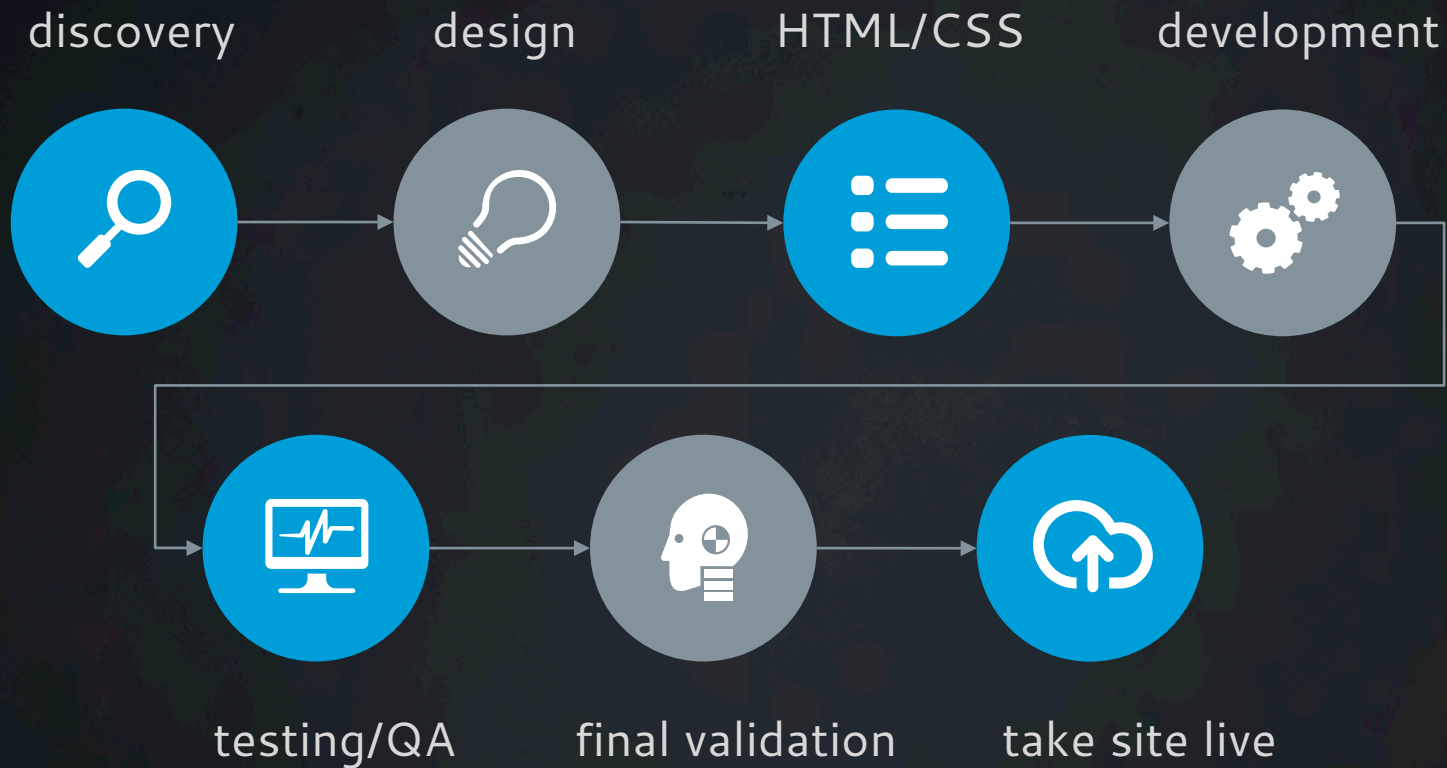 discovery
design
HTML/CSS
development
testing/QA
final validation
take site live